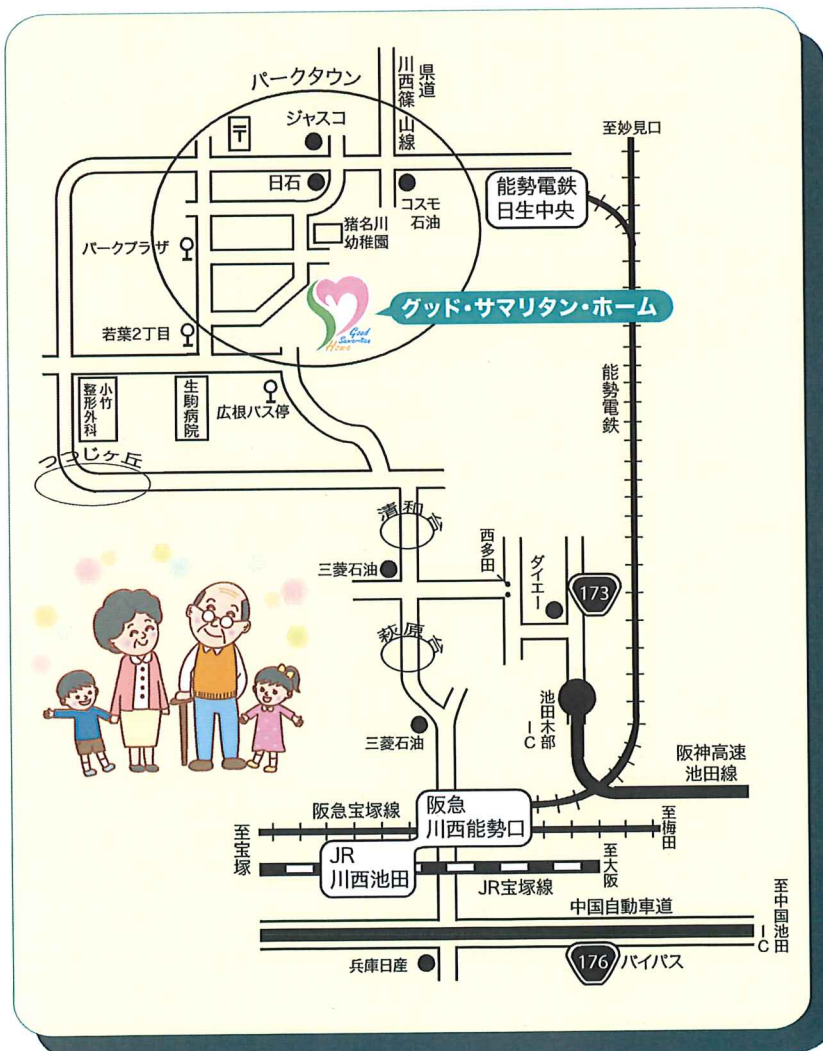 パークタウン
県道
川西篠山線
〒
ジャスコ
至妙見口
日石
コスモ
石油
能勢電鉄
日生中央
猪名川
幼稚園
パークプラザ
グッド・サマリタン・ホーム
Good
Samaritan
Home
若葉2丁目
能勢電鉄
小竹
整形外科
生駒病院
広根バス停
つつじヶ丘
清和台
西多田
三菱石油
ダイエー
173
萩原台
池田木部
IC
三菱石油
阪神高速
池田線
阪急宝塚線
阪急
川西能勢口
至梅田
至宝塚
JR
川西池田
至大阪
JR宝塚線
中国自動車道
至中国池田
IC
兵庫日産
176
バイパス